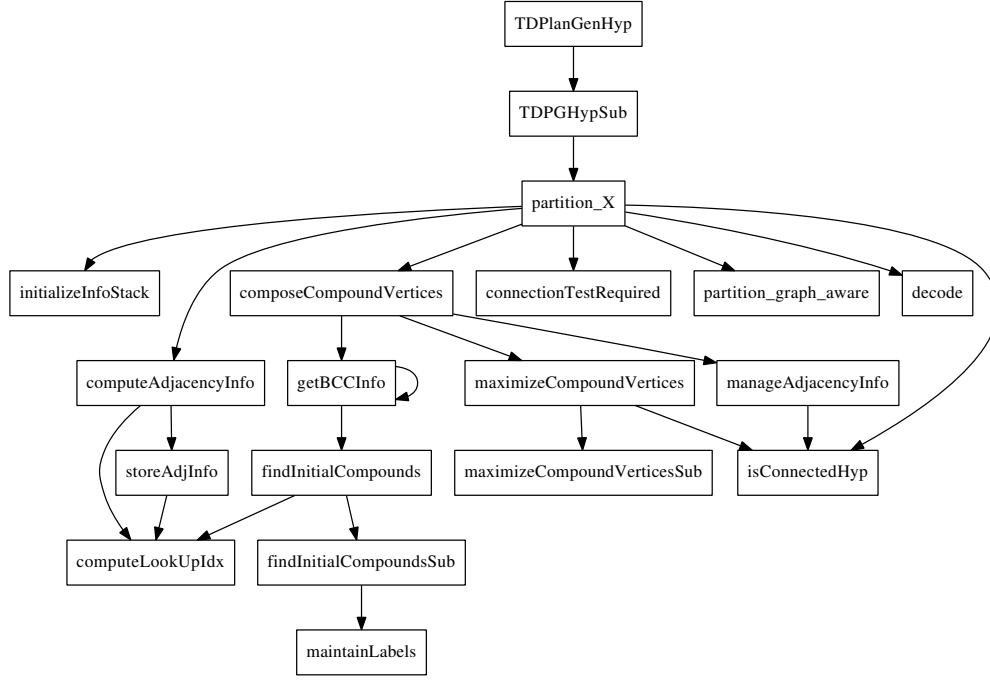 TDPlanGenHyp
TDPGHypSub
partition_X
initializeInfoStack
composeCompoundVertices
connectionTestRequired
partition_graph_aware
decode
computeAdjacencyInfo
getBCCInfo
maximizeCompoundVertices
manageAdjacencyInfo
storeAdjInfo
findInitialCompounds
maximizeCompoundVerticesSub
isConnectedHyp
computeLookUpIdx
findInitialCompoundsSub
maintainLabels